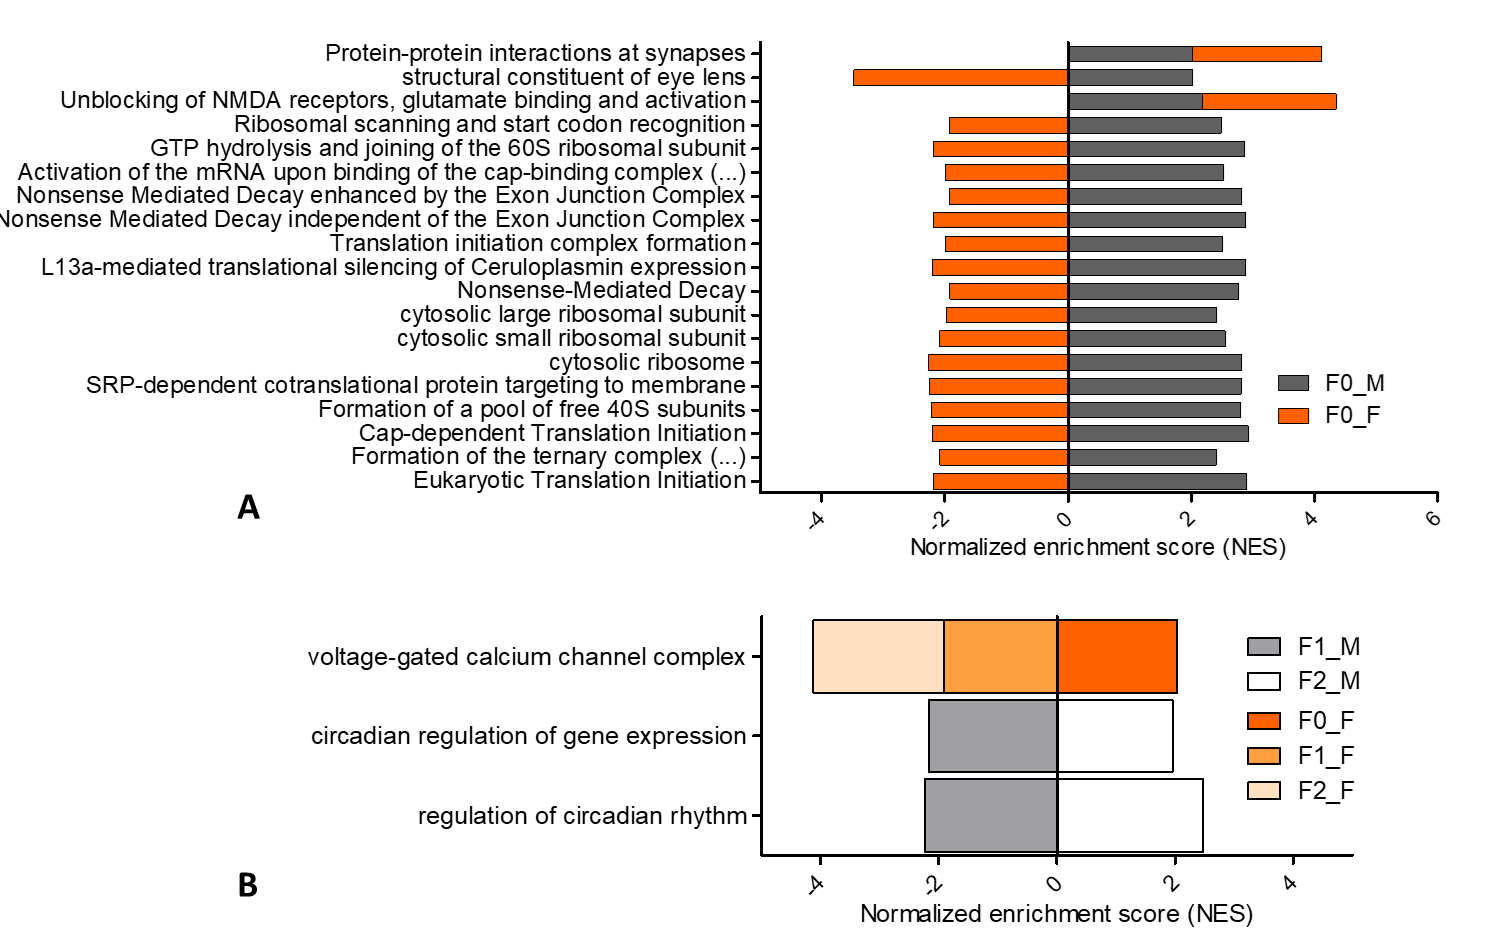 Protein-protein interactions at synapses
structural constituent of eye lens
Unblocking of NMDA receptors, glutamate binding and activation
Ribosomal scanning and start codon recognition
GTP hydrolysis and joining of the 60S ribosomal subunit
Activation of the mRNA upon binding of the cap-binding complex (...)
Nonsense Mediated Decay enhanced by the Exon Junction Complex
Nonsense Mediated Decay independent of the Exon Junction Complex
Translation initiation complex formation
L13a-mediated translational silencing of Ceruloplasmin expression
Nonsense-Mediated Decay
cytosolic large ribosomal subunit
cytosolic small ribosomal subunit
cytosolic ribosome
SRP-dependent cotranslational protein targeting to membrane
Formation of a pool of free 40S subunits
Cap-dependent Translation Initiation
Formation of the ternary complex (...)
Eukaryotic Translation Initiation
F0_M
F0_F
A
-4 -2 0 2 4 6
Normalized enrichment score (NES)
voltage-gated calcium channel complex
circadian regulation of gene expression
regulation of circadian rhythm
F1_M
F2_M
F0_F
F1_F
F2_F
B
-4 -2 0 2 4
Normalized enrichment score (NES)